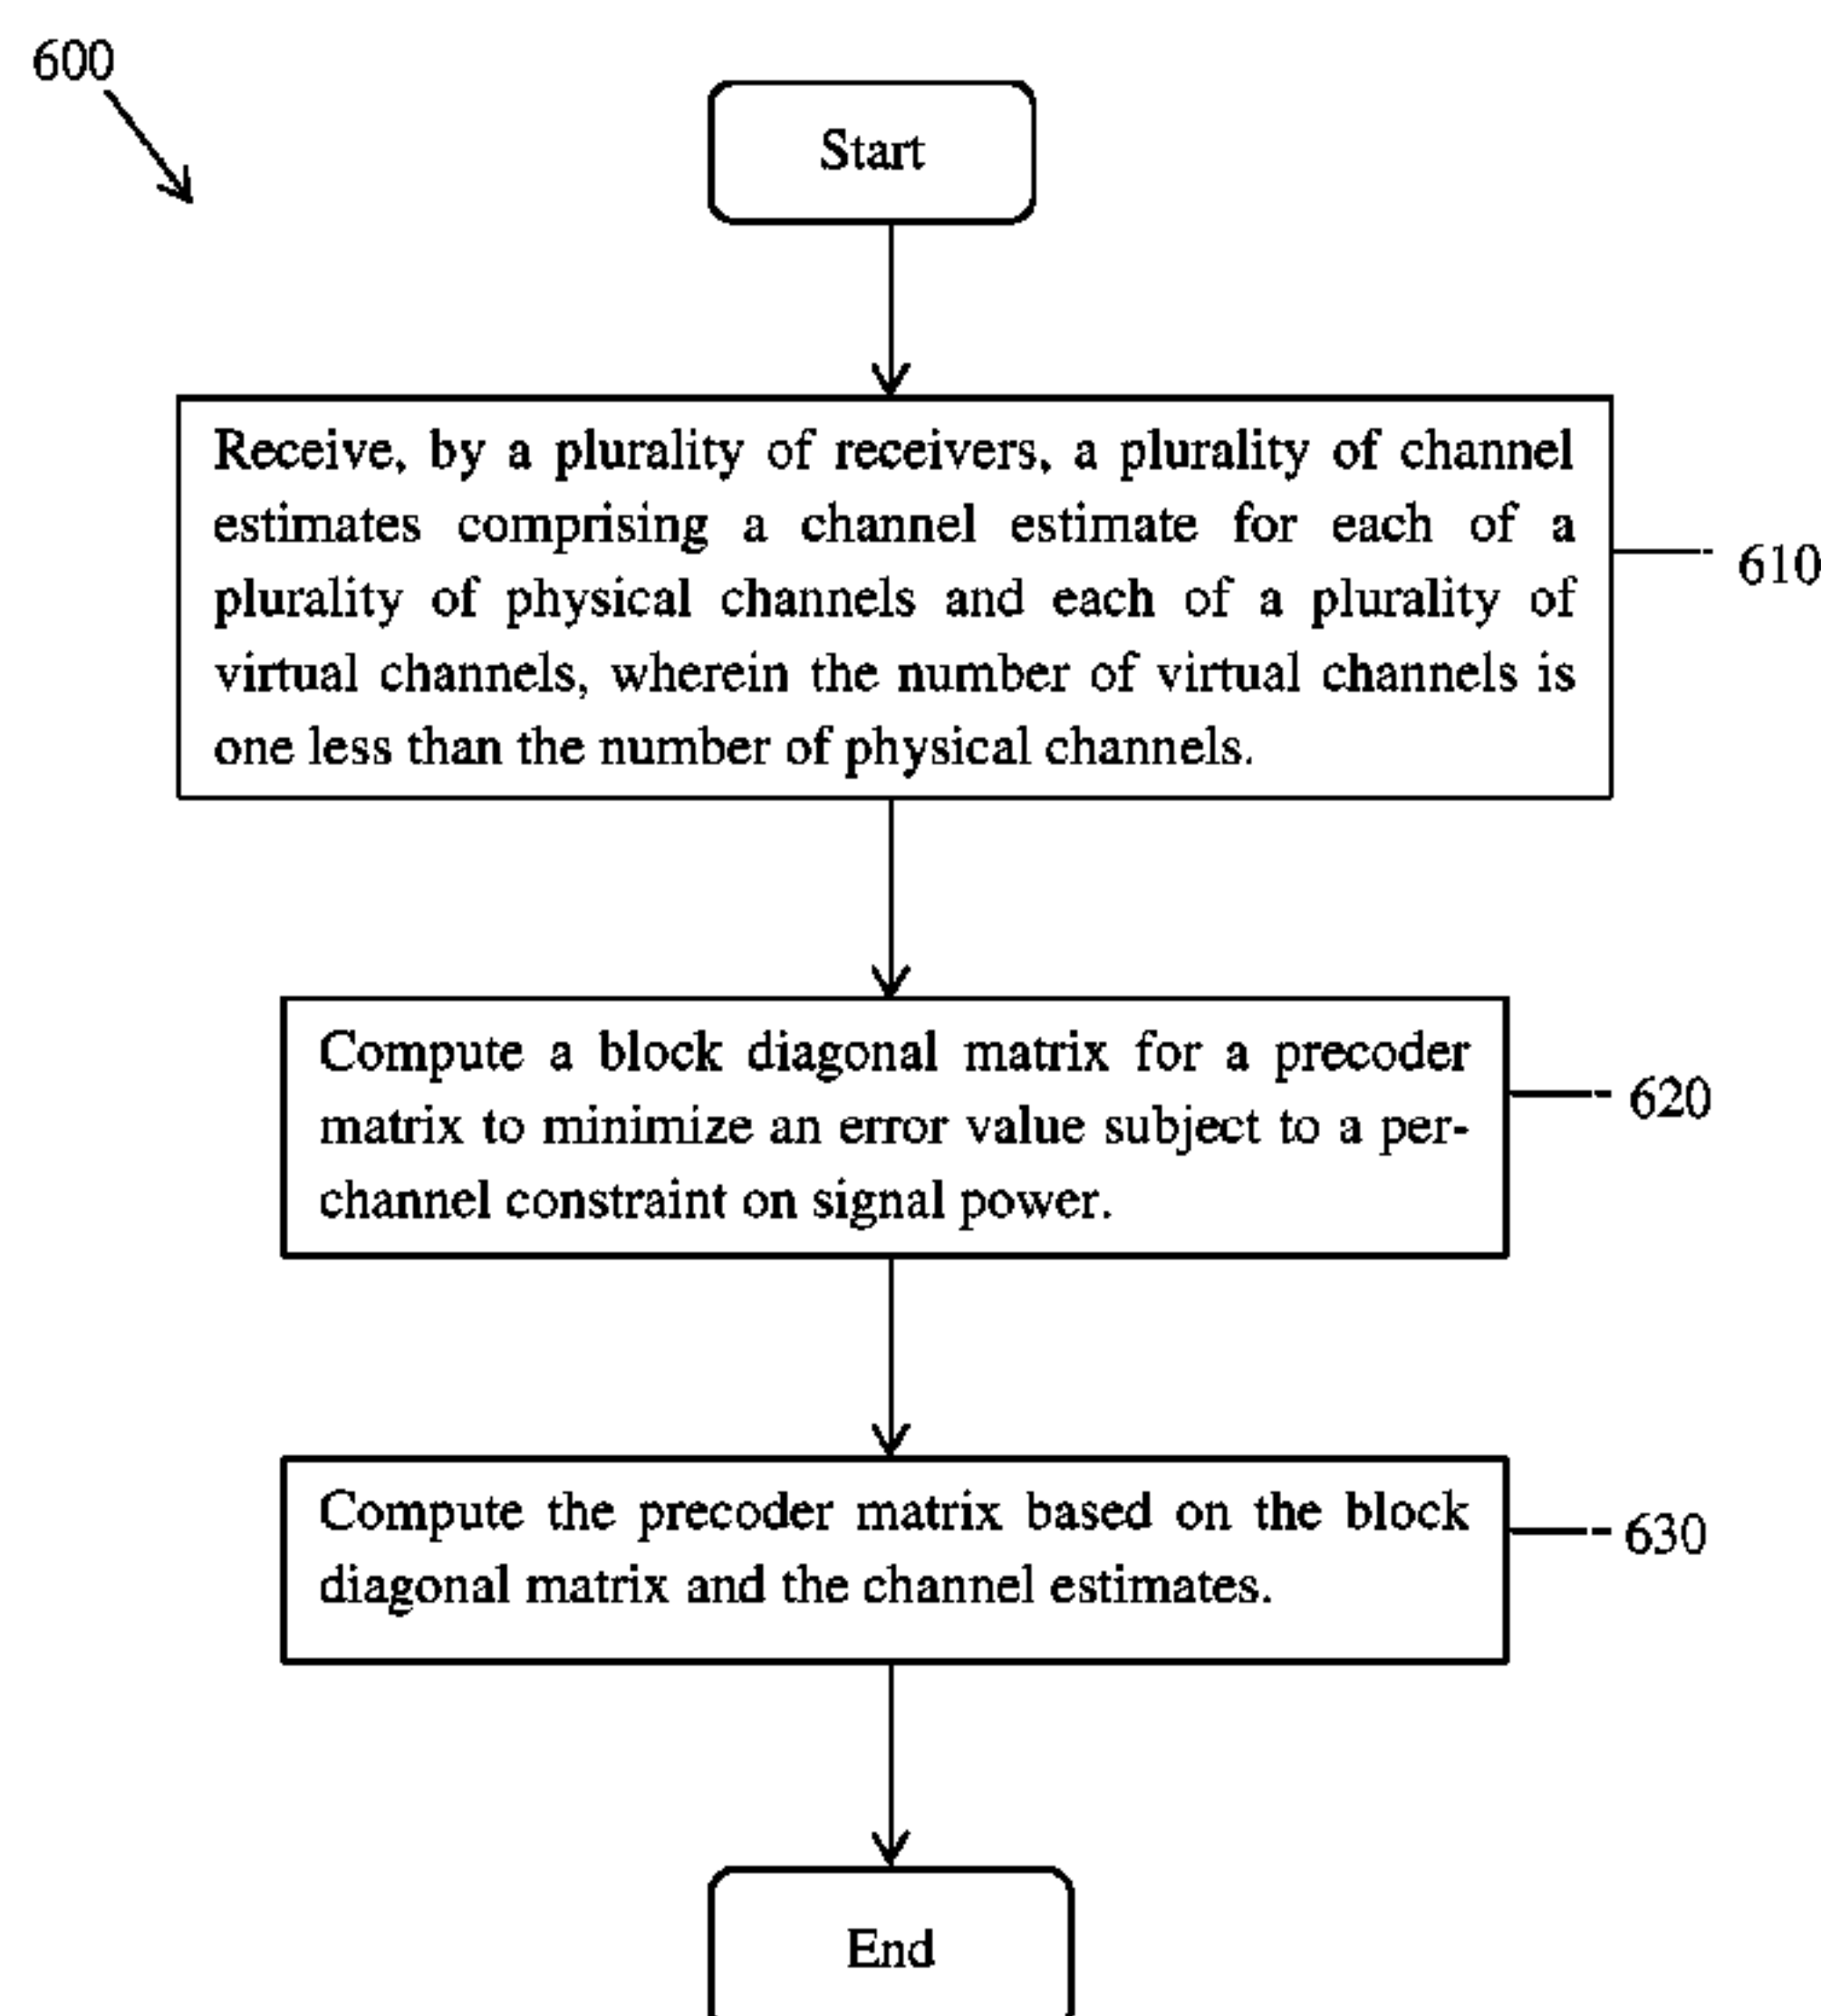 600
Start
Receive, by a plurality of receivers, a plurality of channel
estimates comprising a channel estimate for each of a
plurality of physical channels and each of a plurality of
virtual channels, wherein the number of virtual channels is
one less than the number of physical channels.
610
Compute a block diagonal matrix for a precoder
matrix to minimize an error value subject to a per-
channel constraint on signal power.
620
Compute the precoder matrix based on the block
diagonal matrix and the channel estimates.
630
End